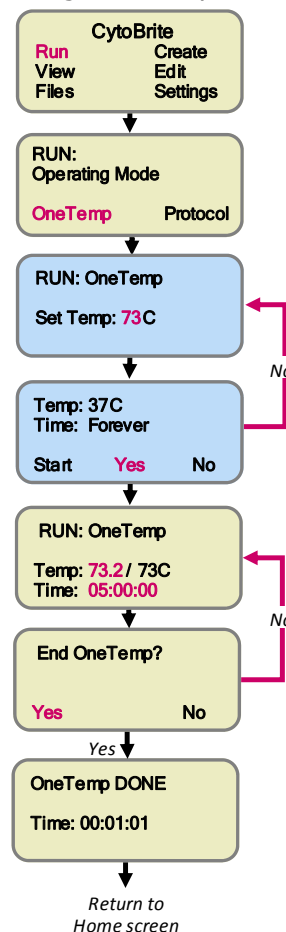 CytoBrite
Run Create
View Edit
Files Settings
RUN:
Operating Mode
OneTemp Protocol
RUN: OneTemp
Set Temp: 73C
No
Temp: 37C
Time: Forever
Start Yes No
RUN: OneTemp
Temp: 73.2 / 73C
Time: 05:00:00
No
End OneTemp?
Yes No
Yes
OneTemp DONE
Time: 00:01:01
Return to
Home screen